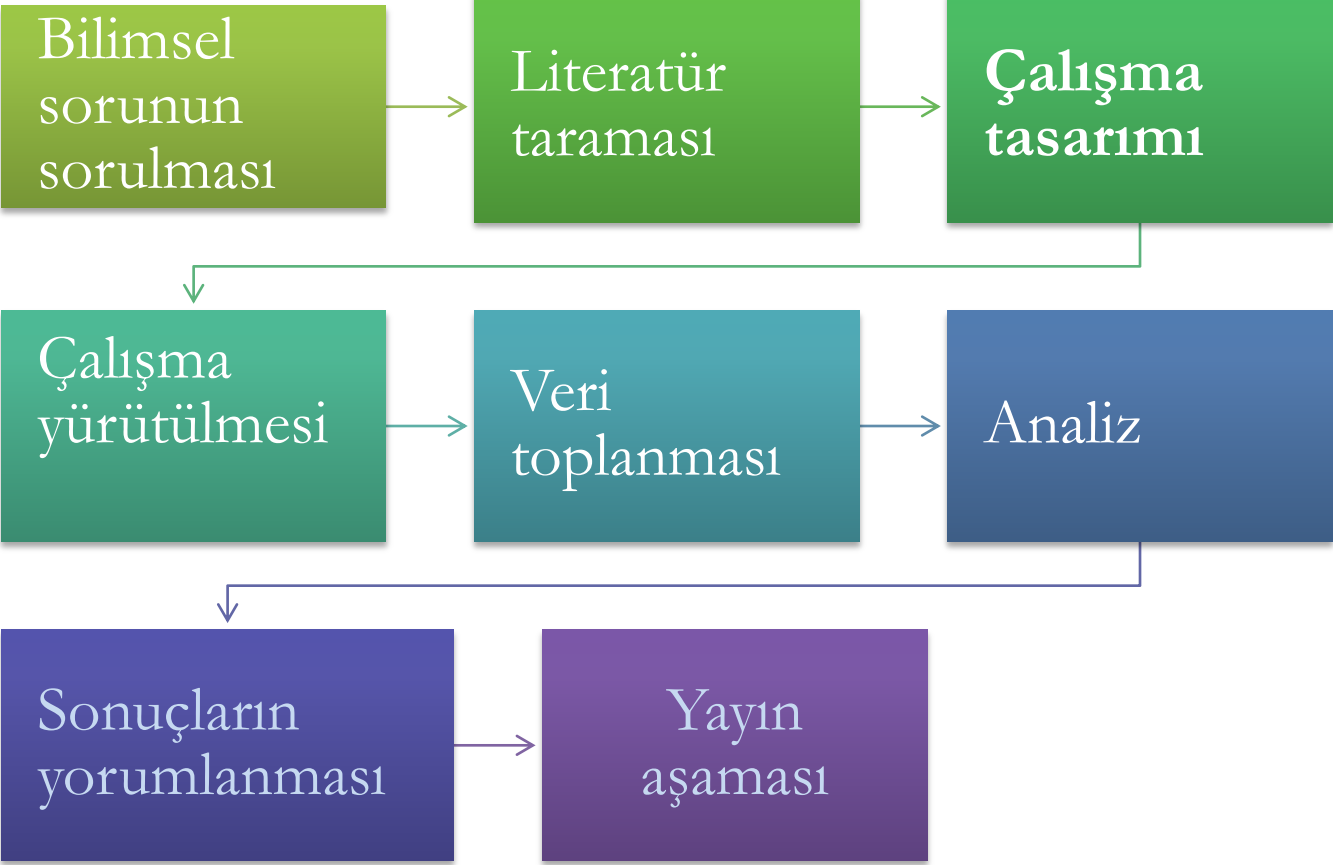 Bilimsel
sorunun
sorulması
Literatür
taraması
Çalışma
tasarımı
Çalışma
yürütülmesi
Veri
toplanması
Analiz
Sonuçların
yorumlanması
Yayın
aşaması